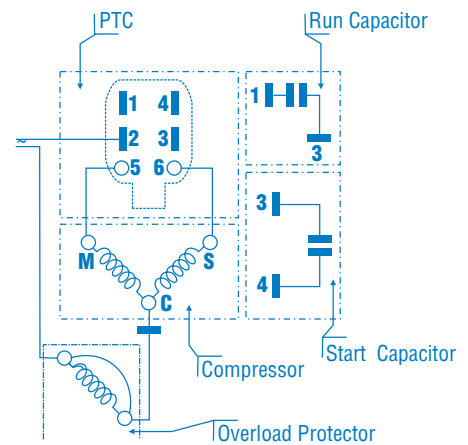 PTC
Run Capacitor
1 4
2 3
5 6
1
3
3
4
M S
C
Start Capacitor
Compressor
Overload Protector